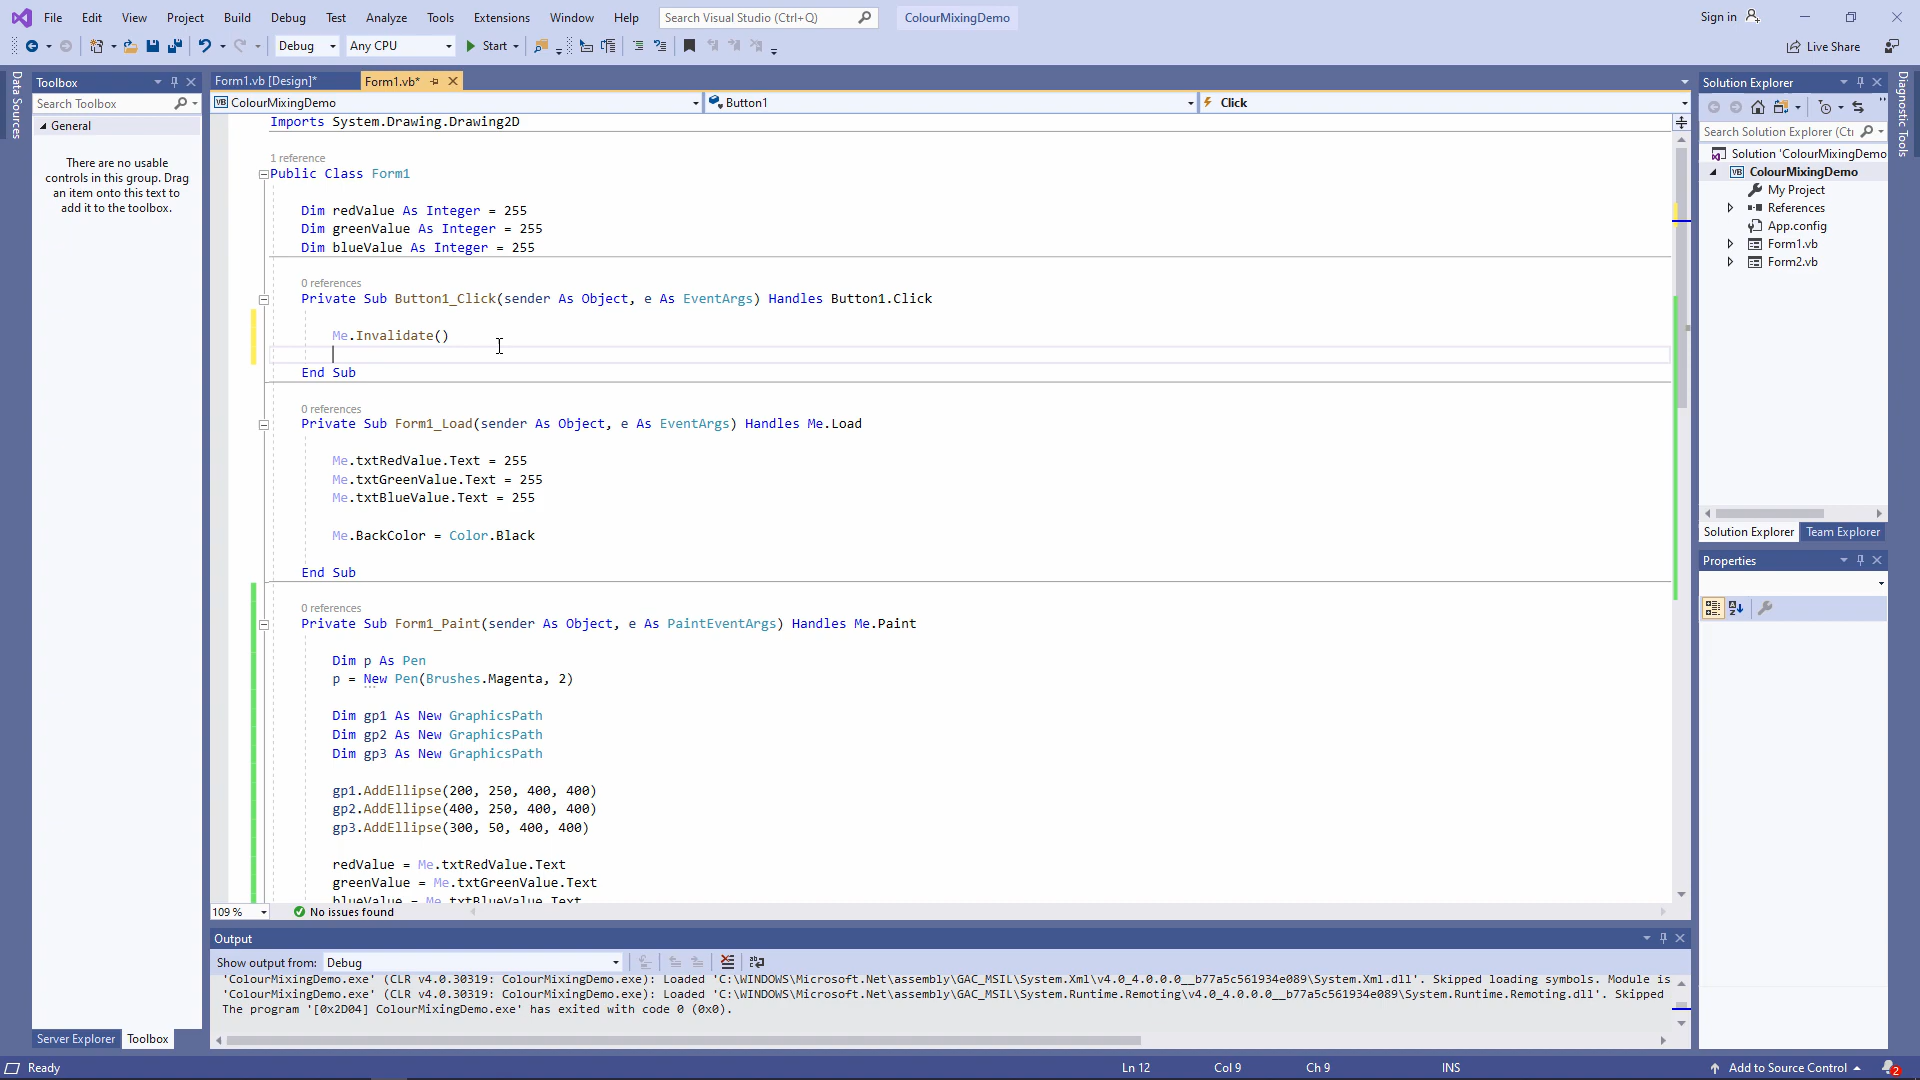 File Edit View Project Build Debug Test Analyze Tools Extensions Window Help Search Visual Studio (Ctrl+Q) ColourMixingDemo Sign in
Debug Any CPU Start Live Share
Data Sources
Toolbox
Search Toolbox
General
There are no usable
controls in this group. Drag
an item onto this text to
add it to the toolbox.
Server Explorer Toolbox
Form1.vb [Design]* Form1.vb*
VB ColourMixingDemo Button1 Click
Imports System.Drawing.Drawing2D
1 reference
Public Class Form1
Dim redValue As Integer = 255
Dim greenValue As Integer = 255
Dim blueValue As Integer = 255
0 references
Private Sub Button1_Click(sender As Object, e As EventArgs) Handles Button1.Click
Me.Invalidate()
End Sub
0 references
Private Sub Form1_Load(sender As Object, e As EventArgs) Handles Me.Load
Me.txtRedValue.Text = 255
Me.txtGreenValue.Text = 255
Me.txtBlueValue.Text = 255
Me.BackColor = Color.Black
End Sub
0 references
Private Sub Form1_Paint(sender As Object, e As PaintEventArgs) Handles Me.Paint
Dim p As Pen
p = New Pen(Brushes.Magenta, 2)
Dim gp1 As New GraphicsPath
Dim gp2 As New GraphicsPath
Dim gp3 As New GraphicsPath
gp1.AddEllipse(200, 250, 400, 400)
gp2.AddEllipse(400, 250, 400, 400)
gp3.AddEllipse(300, 50, 400, 400)
redValue = Me.txtRedValue.Text
greenValue = Me.txtGreenValue.Text
blueValue = Me.txtBlueValue.Text
109 % No issues found
Output
Show output from: Debug
'ColourMixingDemo.exe' (CLR v4.0.30319: ColourMixingDemo.exe): Loaded 'C:\WINDOWS\Microsoft.Net\assembly\GAC_MSIL\System.Xml\v4.0_4.0.0.0__b77a5c561934e089\System.Xml.dll'. Skipped loading symbols. Module is
'ColourMixingDemo.exe' (CLR v4.0.30319: ColourMixingDemo.exe): Loaded 'C:\WINDOWS\Microsoft.Net\assembly\GAC_MSIL\System.Runtime.Remoting\v4.0_4.0.0.0__b77a5c561934e089\System.Runtime.Remoting.dll'. Skipped
The program '[0x2D04] ColourMixingDemo.exe' has exited with code 0 (0x0).
Solution Explorer
Search Solution Explorer (Ct
Solution 'ColourMixingDemo
VB ColourMixingDemo
My Project
References
App.config
Form1.vb
Form2.vb
Solution Explorer Team Explorer
Properties
Diagnostic Tools
Ready Ln 12 Col 9 Ch 9 INS Add to Source Control 2